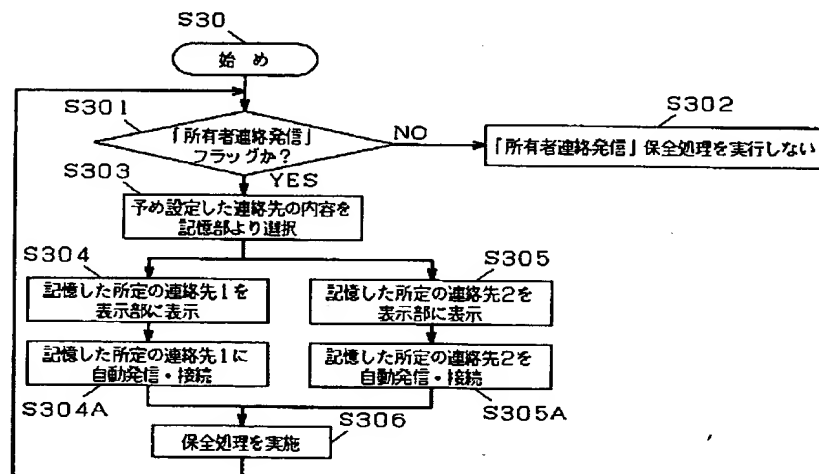 S30
始め
S301
「所有者連絡発信」
フラッグか？
NO
S302
「所有者連絡発信」保全処理を実行しない
YES
S303
予め設定した連絡先の内容を
記憶部より選択
S304
記憶した所定の連絡先1を
表示部に表示
S305
記憶した所定の連絡先2を
表示部に表示
記憶した所定の連絡先1に
自動発信・接続
S304A
記憶した所定の連絡先2を
自動発信・接続
S305A
S306
保全処理を実施